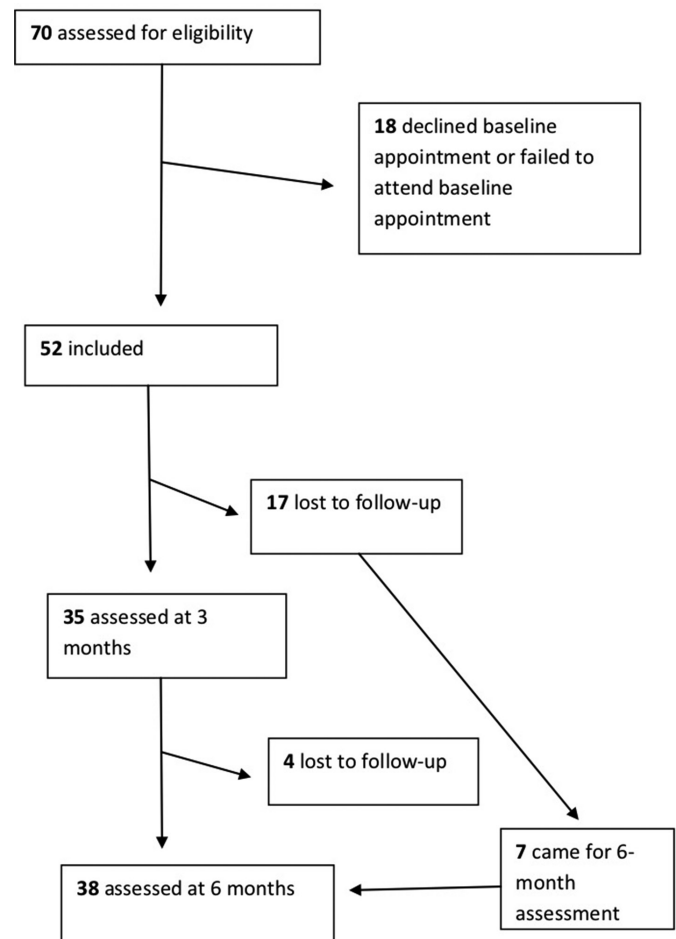 70 assessed for eligibility
18 declined baseline
appointment or failed to
attend baseline
appointment
52 included
17 lost to follow-up
35 assessed at 3
months
4 lost to follow-up
7 came for 6-
month
assessment
38 assessed at 6 months